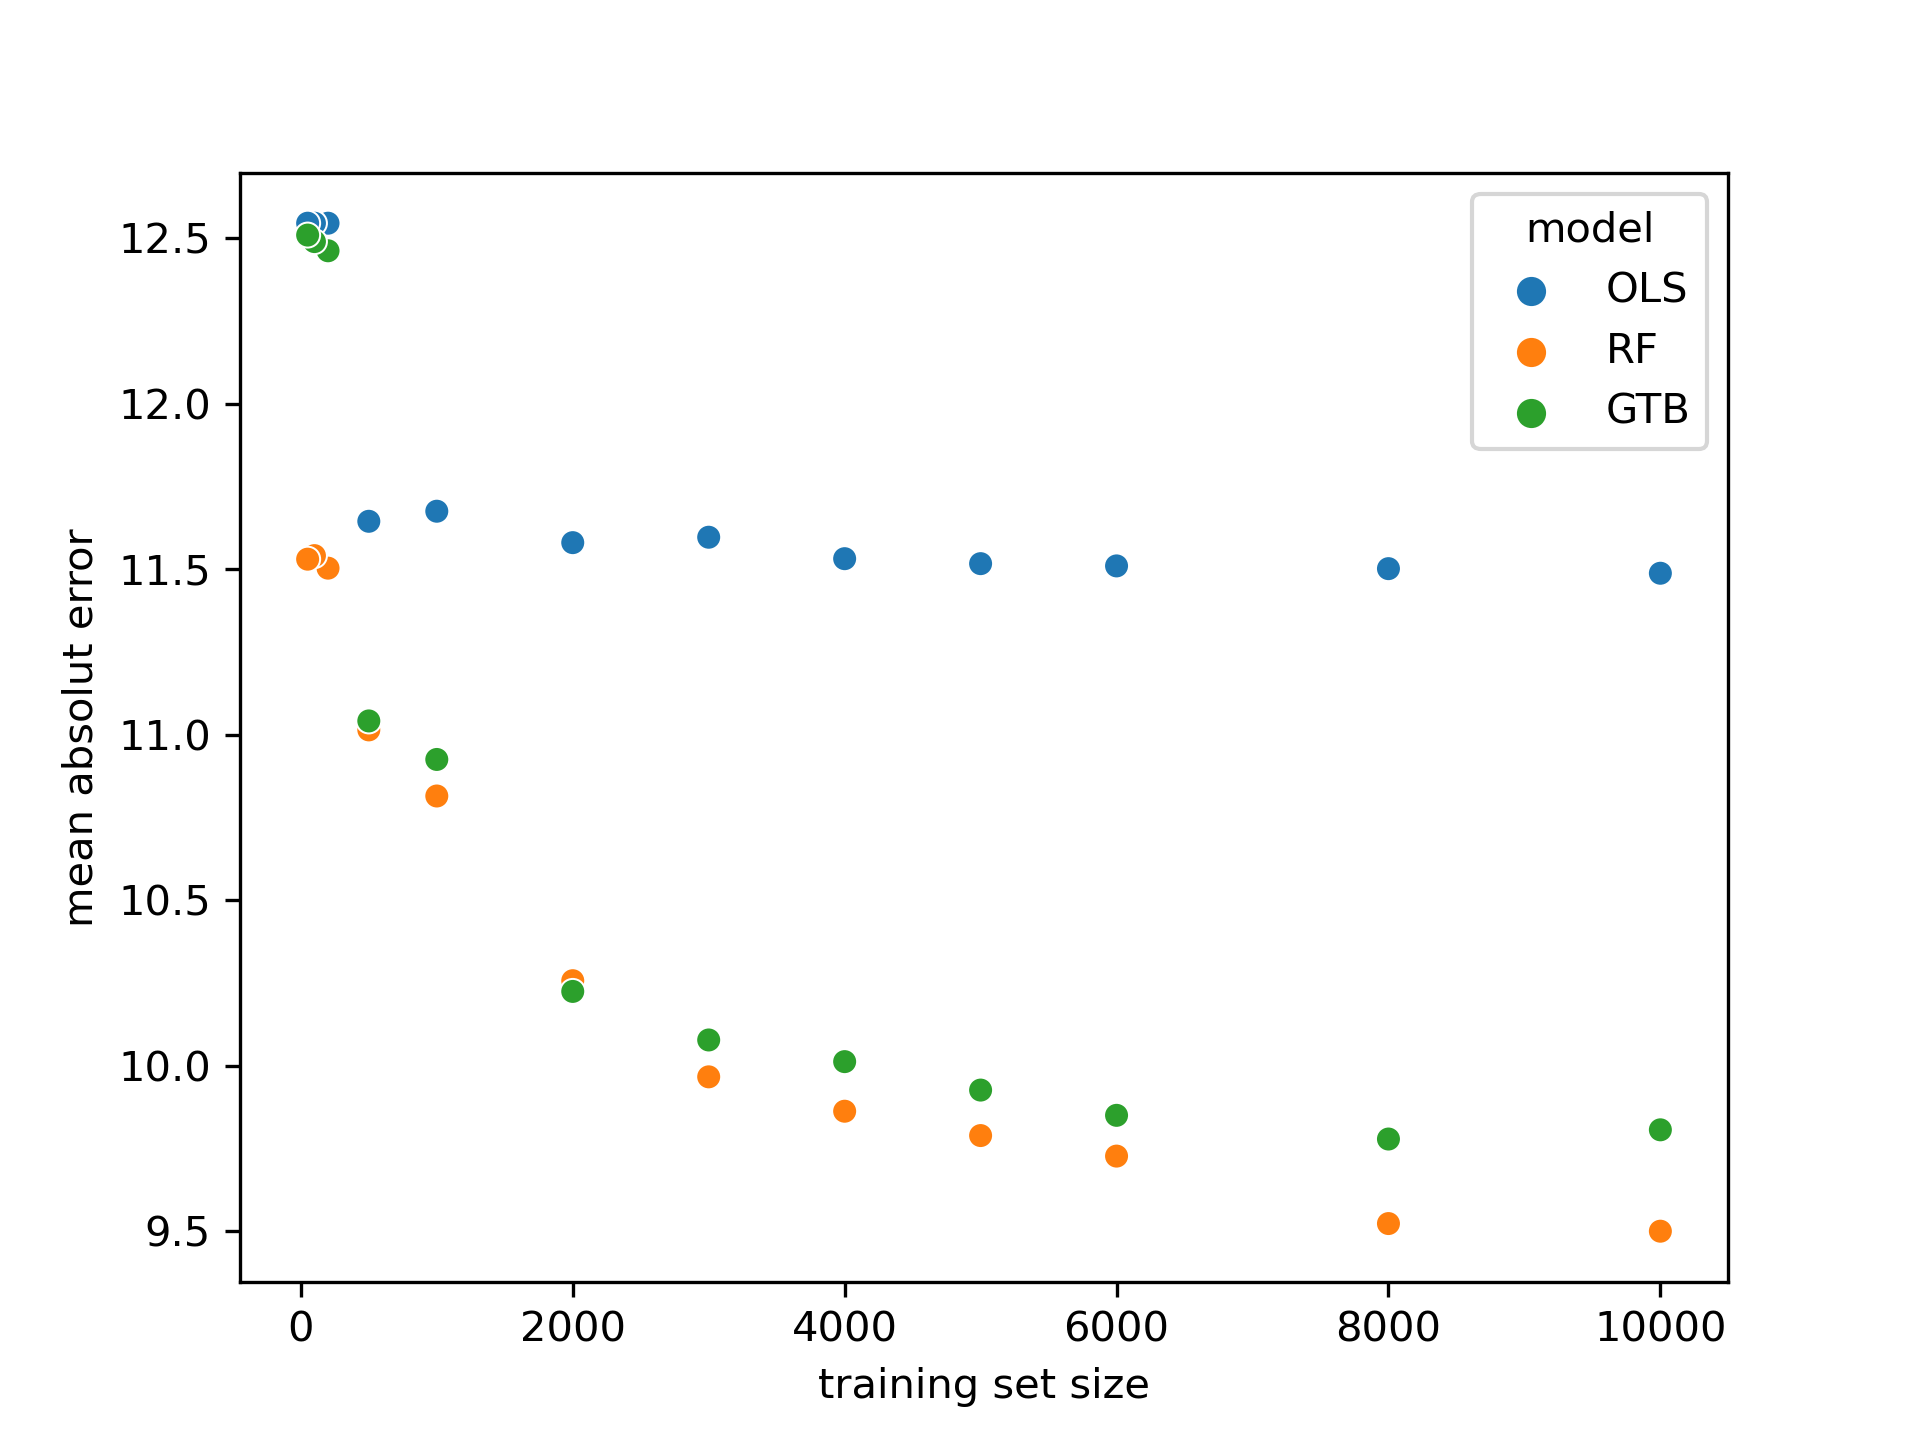 model
OLS
RF
GTB
12.5
12.0
11.5
11.0
10.5
10.0
9.5
mean absolut error
0 2000 4000 6000 8000 10000
training set size